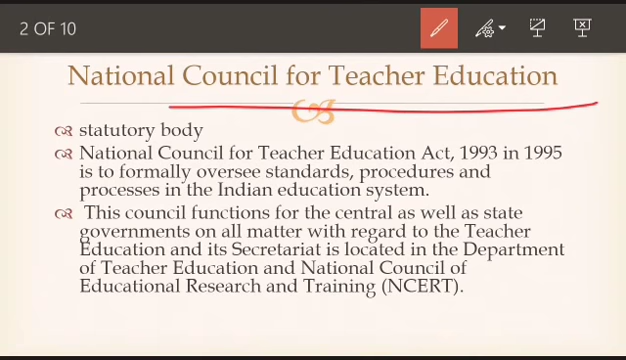 2 OF 10
National Council for Teacher Education
statutory body
National Council for Teacher Education Act, 1993 in 1995
is to formally oversee standards, procedures and
processes in the Indian education system.
This council functions for the central as well as state
governments on all matter with regard to the Teacher
Education and its Secretariat is located in the Department
of Teacher Education and National Council of
Educational Research and Training (NCERT).